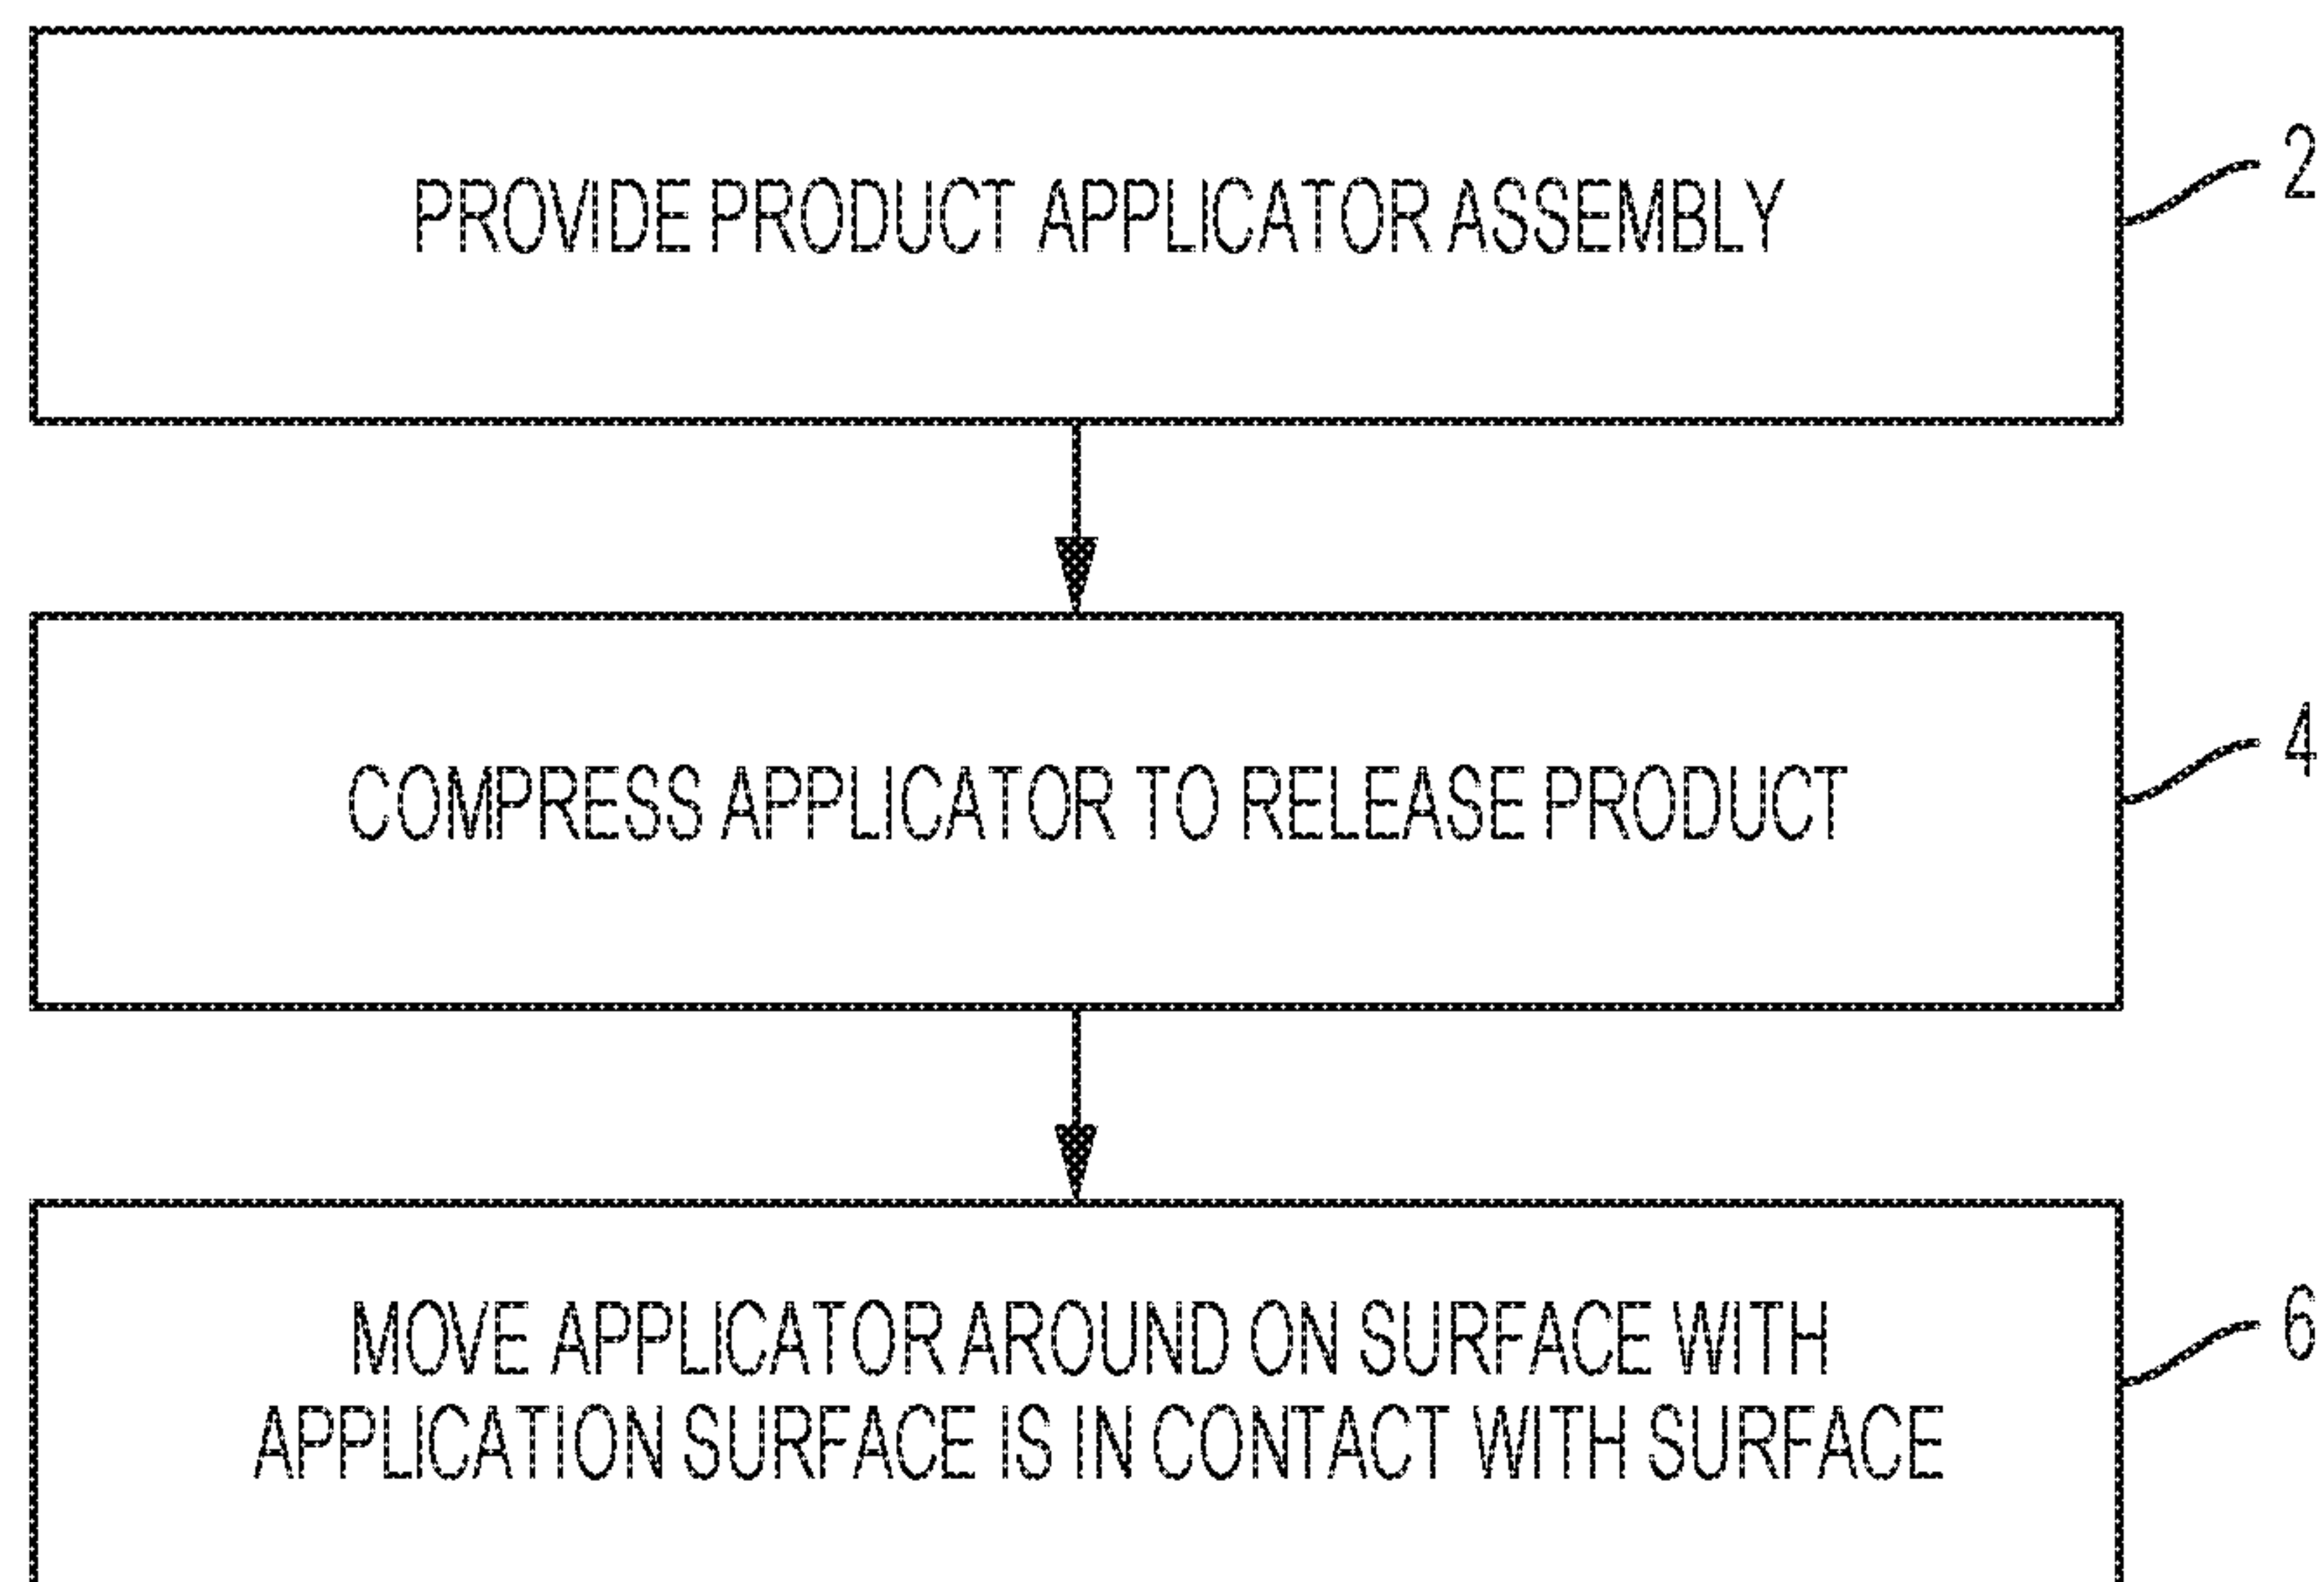 PROVIDE PRODUCT APPLICATOR ASSEMBLY
2
COMPRESS APPLICATOR TO RELEASE PRODUCT
4
MOVE APPLICATOR AROUND ON SURFACE WITH
APPLICATION SURFACE IS IN CONTACT WITH SURFACE
6